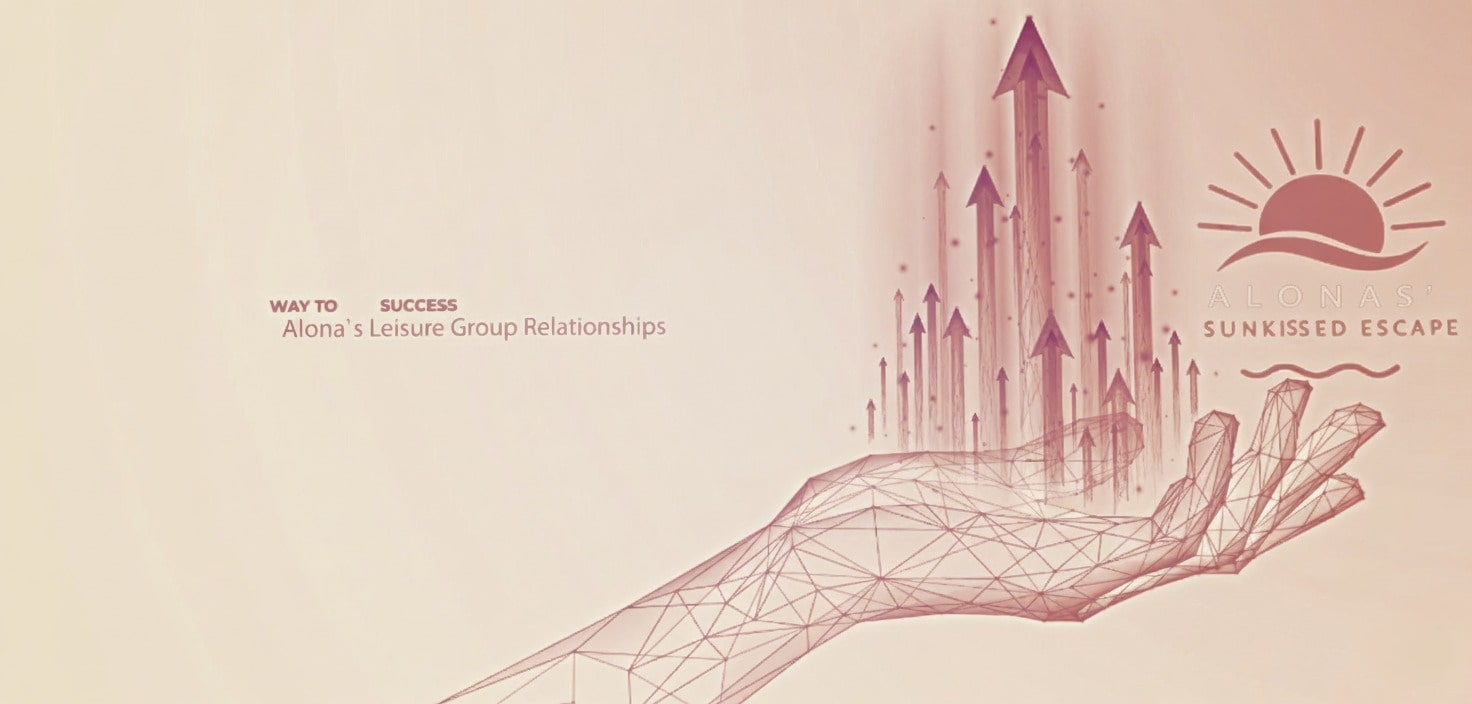 WAY TO SUCCESS
Alona's Leisure Group Relationships
ALONAS'
SUNKISSED ESCAPE